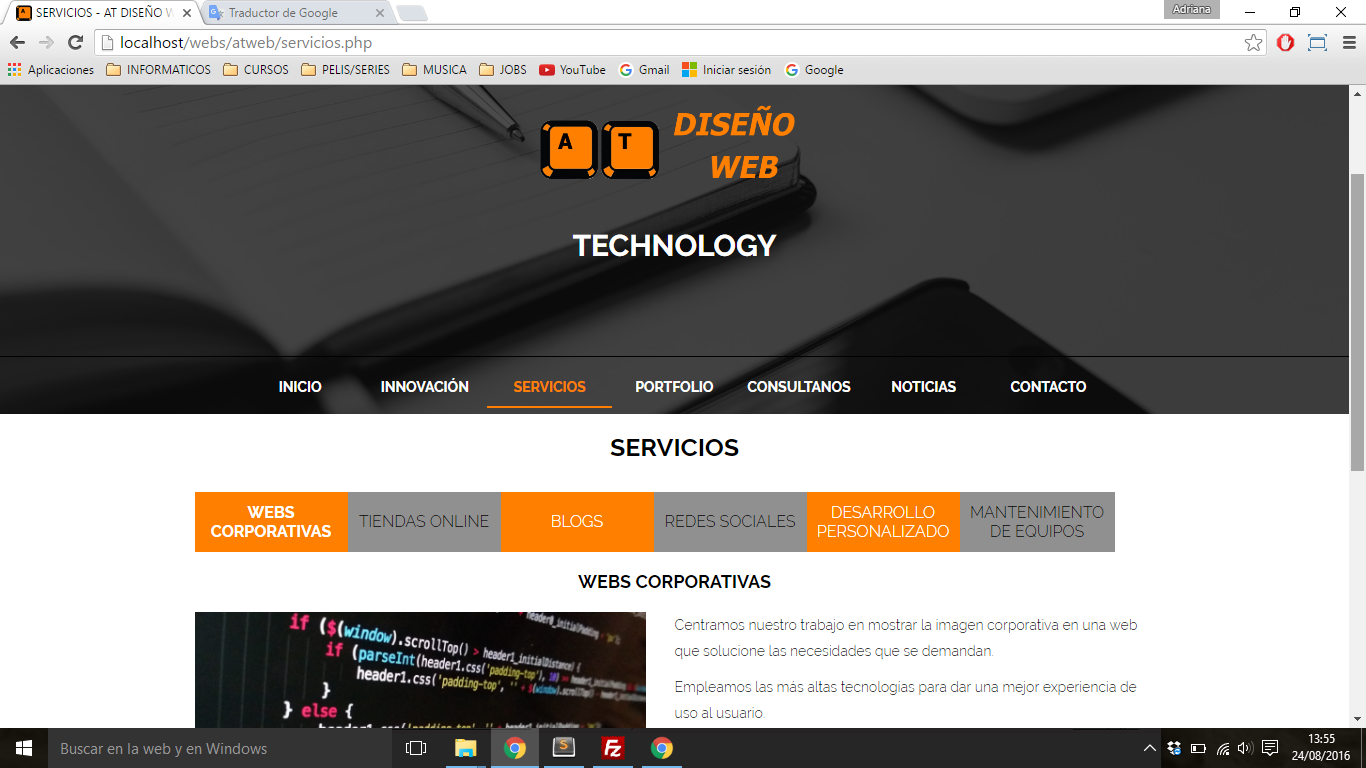 SERVICIOS - AT DISEÑO W
Traductor de Google
Adriana
localhost/webs/atweb/servicios.php
Aplicaciones INFORMATICOS CURSOS PELIS/SERIES MUSICA JOBS YouTube Gmail Iniciar sesión Google
A T
DISEÑO
WEB
TECHNOLOGY
INICIO INNOVACIÓN SERVICIOS PORTFOLIO CONSULTANOS NOTICIAS CONTACTO
SERVICIOS
WEBS
CORPORATIVAS
TIENDAS ONLINE
BLOGS
REDES SOCIALES
DESARROLLO
PERSONALIZADO
MANTENIMIENTO
DE EQUIPOS
WEBS CORPORATIVAS
if ($(window).scrollTop() > header1_initialDistance) {
if (parseInt(header1.css('padding-top'), 10)
header1.css('padding-top', '' + $(window).scrollTop()
}
} else {
Centramos nuestro trabajo en mostrar la imagen corporativa en una web
que solucione las necesidades que se demandan.
Empleamos las más altas tecnologías para dar una mejor experiencia de
uso al usuario
Buscar en la web y en Windows
13:55
24/08/2016